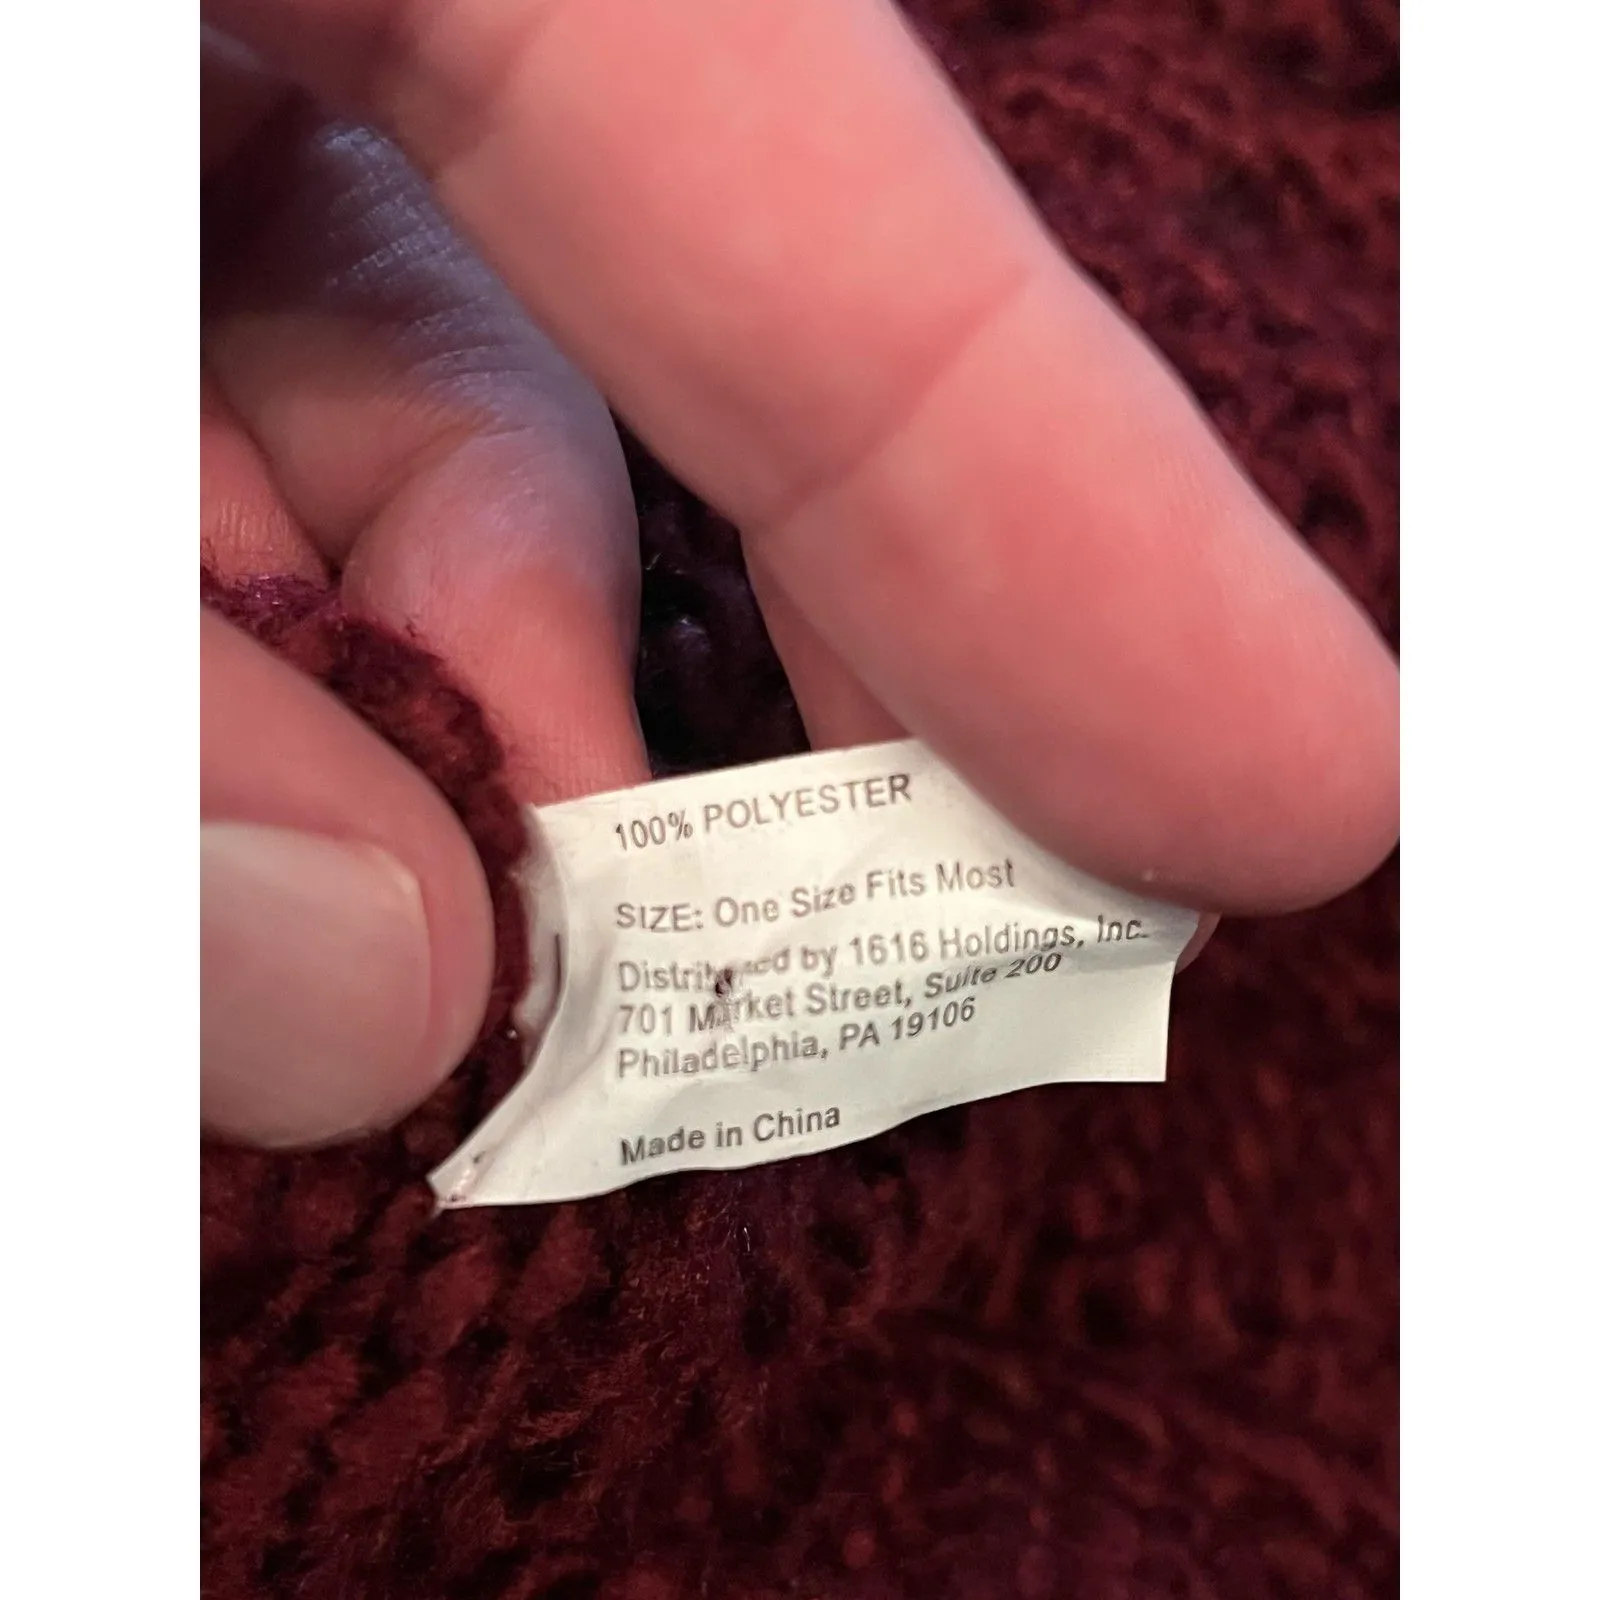 100% POLYESTER
SIZE: One Size Fits Most
Distributed by 1616 Holdings, Inc.
701 Market Street, Suite 200
Philadelphia, PA 19106
Made in China